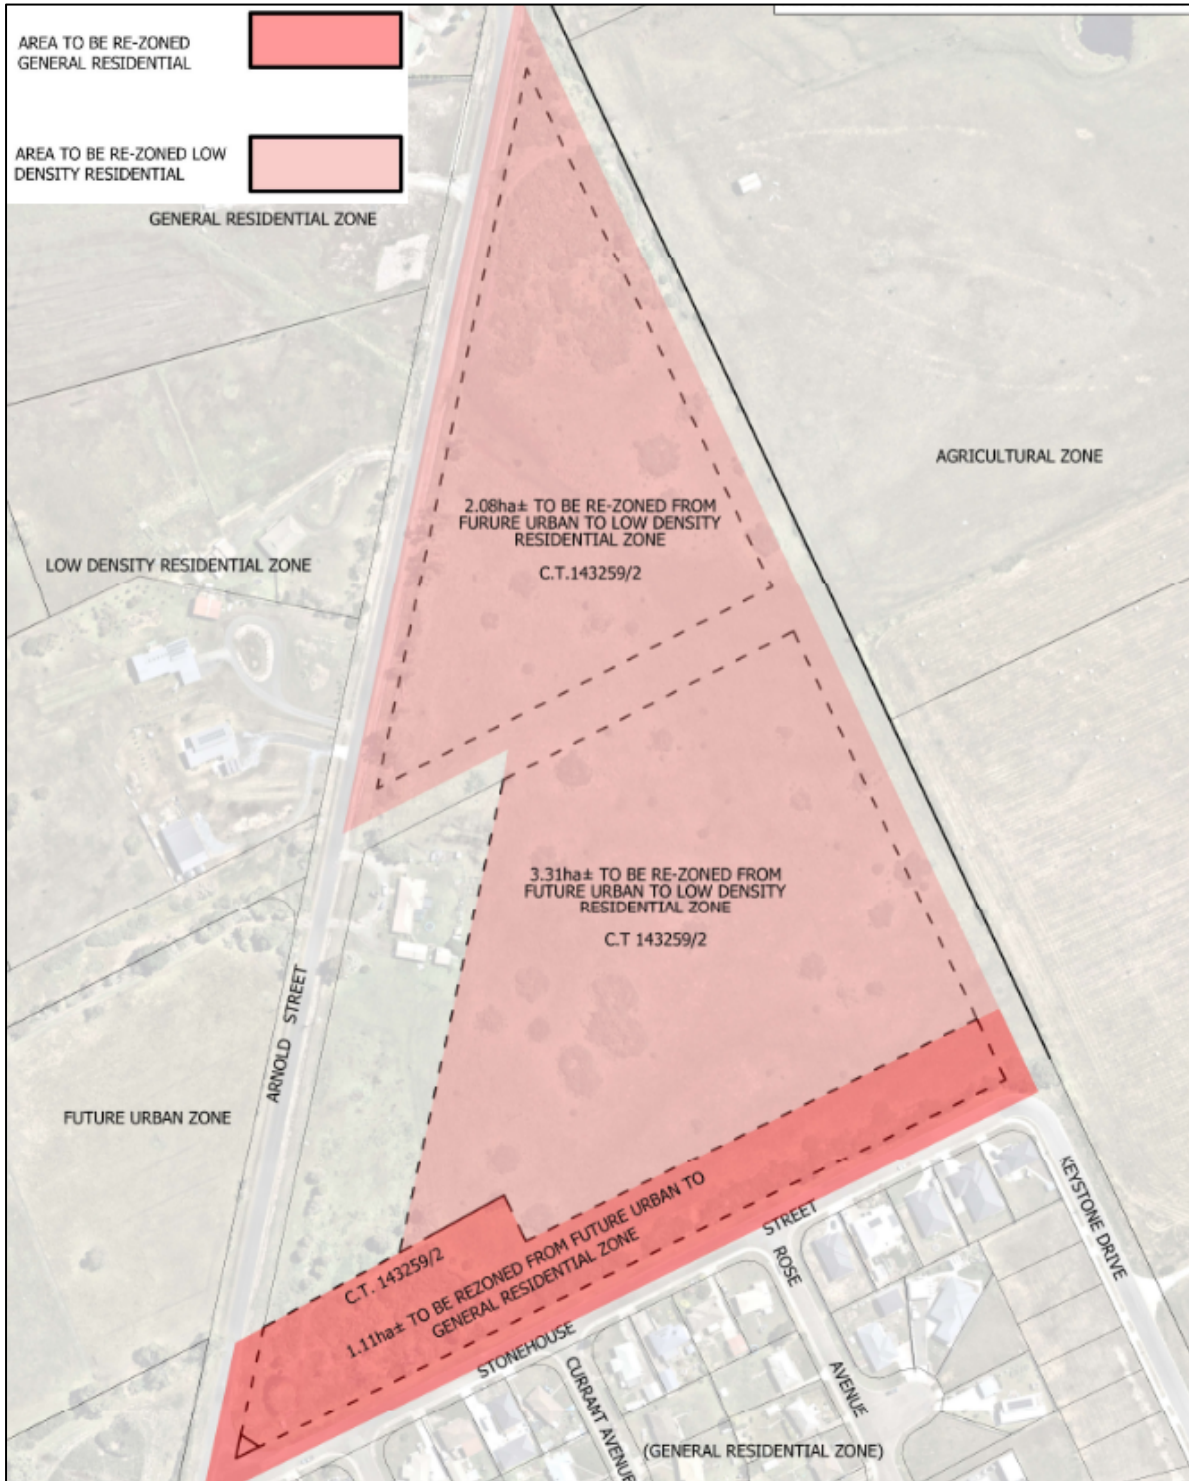 AREA TO BE RE-ZONED
GENERAL RESIDENTIAL
AREA TO BE RE-ZONED LOW
DENSITY RESIDENTIAL
GENERAL RESIDENTIAL ZONE
AGRICULTURAL ZONE
2.08ha± TO BE RE-ZONED FROM
FURURE URBAN TO LOW DENSITY
RESIDENTIAL ZONE
C.T.143259/2
LOW DENSITY RESIDENTIAL ZONE
3.31ha± TO BE RE-ZONED FROM
FUTURE URBAN TO LOW DENSITY
RESIDENTIAL ZONE
C.T 143259/2
ARNOLD STREET
FUTURE URBAN ZONE
C.T. 143259/2
1.11ha± TO BE REZONED FROM FUTURE URBAN TO
GENERAL RESIDENTIAL ZONE
STONEHOUSE STREET
KEYSTONE DRIVE
ROSE AVENUE
CURRANT AVENUE
(GENERAL RESIDENTIAL ZONE)